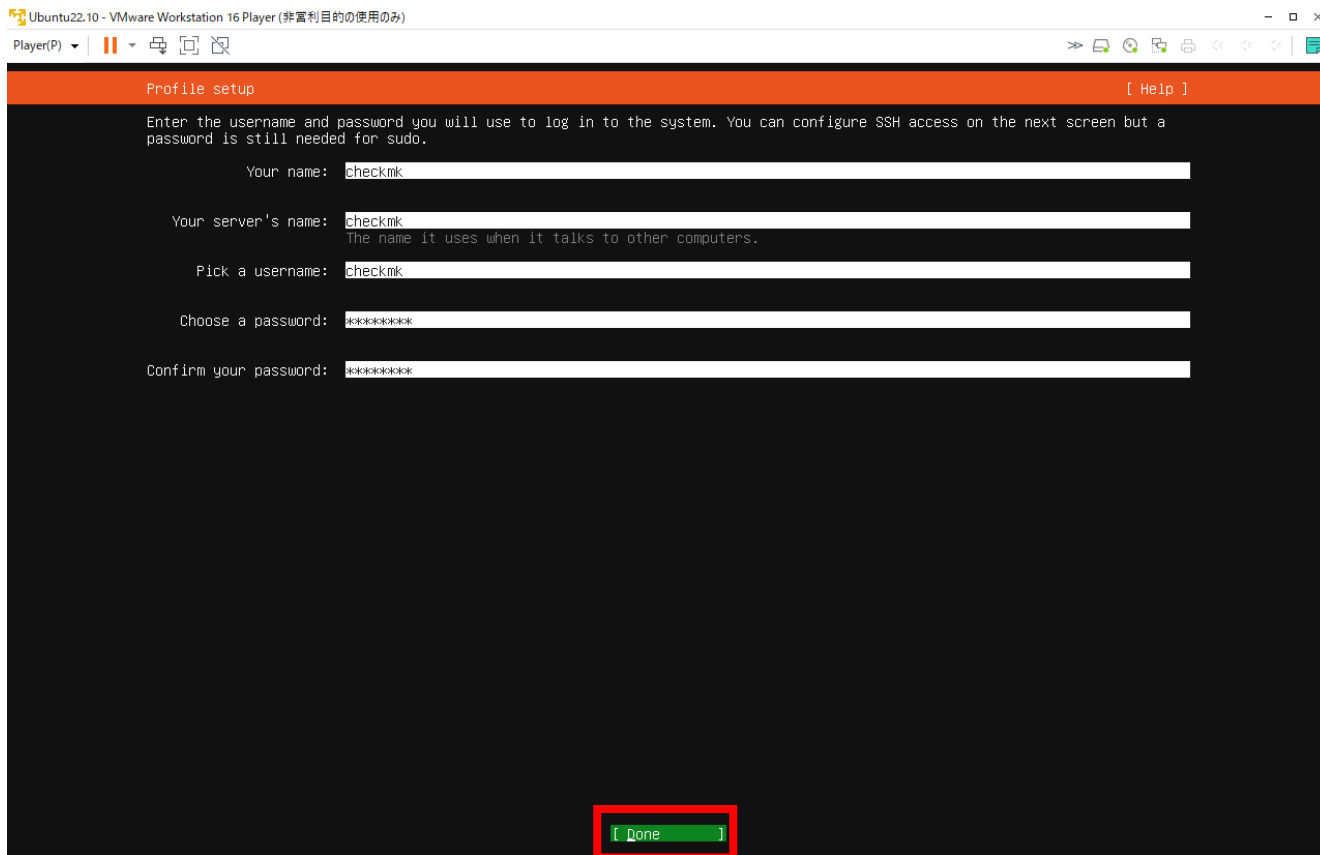 Ubuntu22.10 - VMware Workstation 16 Player (非営利目的の使用のみ)
Player(P)
Profile setup [ Help ]
Enter the username and password you will use to log in to the system. You can configure SSH access on the next screen but a
password is still needed for sudo.
Your name: checkmk
Your server's name: checkmk
The name it uses when it talks to other computers.
Pick a username: checkmk
Choose a password: ********
Confirm your password: ********
[ Done ]